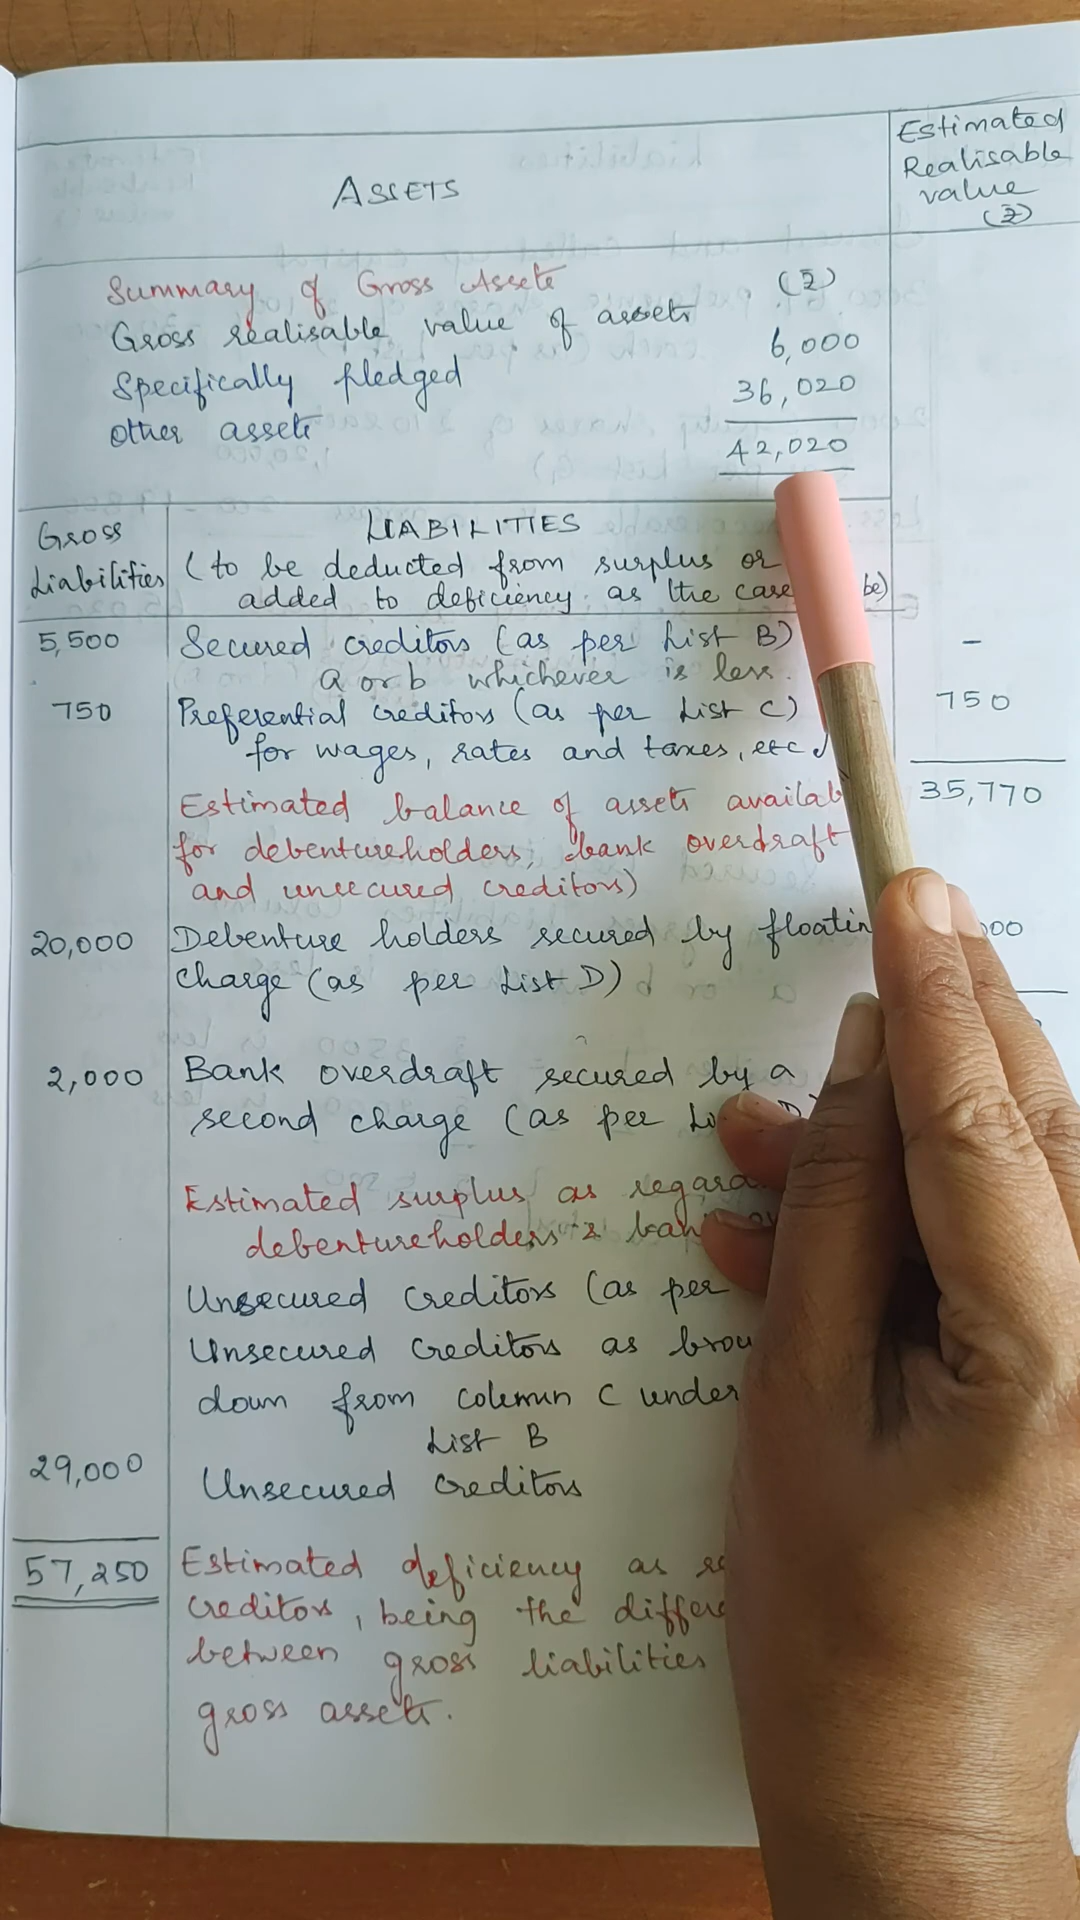 ASSETS
Estimated
Realisable
value
(₹)
Summary of Gross Assets (₹)
Gross realisable value of assets
Specifically pledged 6,000
Other assets 36,020
42,020
Gross
Liabilities
LIABILITIES
(to be deducted from surplus or
added to deficiency as the case be)
5,500 Secured creditors (as per List B) -
a or b whichever is less.
750 Preferential creditors (as per List C) 750
for wages, rates and taxes, etc.
Estimated balance of assets availab 35,770
for debentureholders, bank overdraft
and unsecured creditors)
20,000 Debenture holders secured by floatin 000
charge (as per List D)
2,000 Bank overdraft secured by a
second charge (as per
Estimated surplus as regard
debentureholders & ban
Unsecured creditors (as per
Unsecured creditors as brou
down from column C under
List B
29,000 Unsecured creditors
57,250 Estimated deficiency as re
creditors, being the differe
between gross liabilities
gross assets.